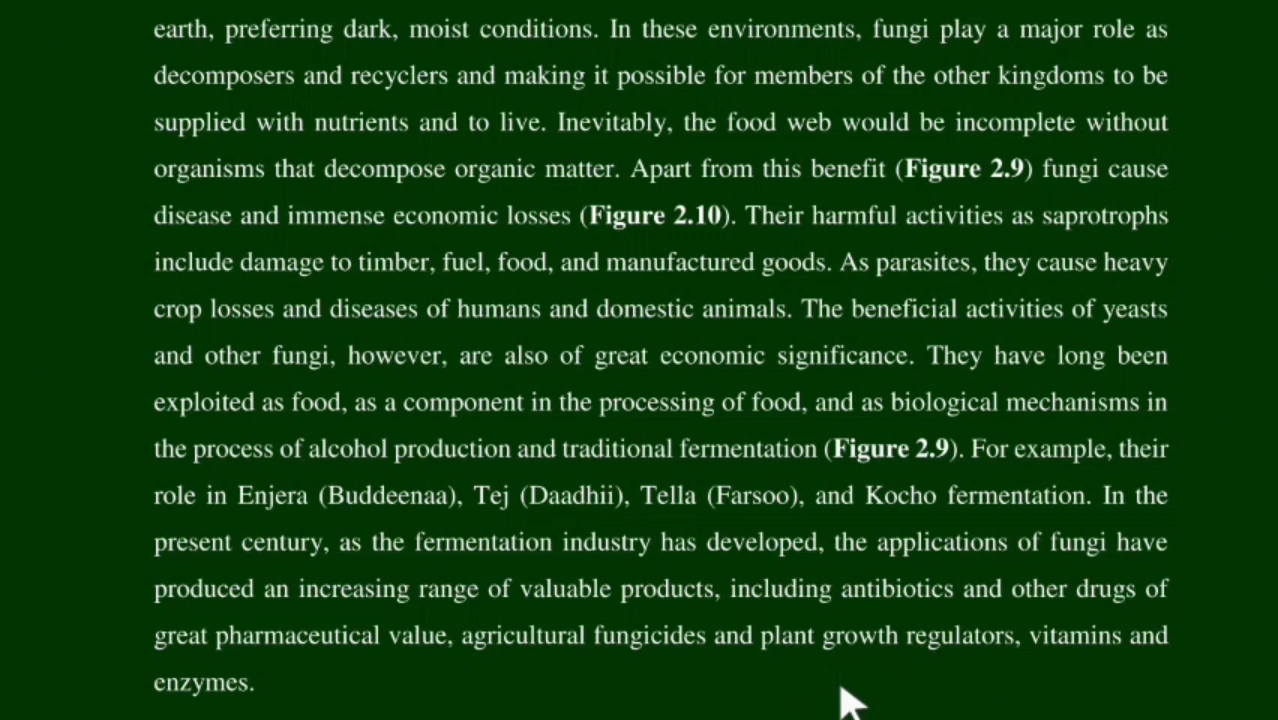 earth, preferring dark, moist conditions. In these environments, fungi play a major role as
decomposers and recyclers and making it possible for members of the other kingdoms to be
supplied with nutrients and to live. Inevitably, the food web would be incomplete without
organisms that decompose organic matter. Apart from this benefit (Figure 2.9) fungi cause
disease and immense economic losses (Figure 2.10). Their harmful activities as saprotrophs
include damage to timber, fuel, food, and manufactured goods. As parasites, they cause heavy
crop losses and diseases of humans and domestic animals. The beneficial activities of yeasts
and other fungi, however, are also of great economic significance. They have long been
exploited as food, as a component in the processing of food, and as biological mechanisms in
the process of alcohol production and traditional fermentation (Figure 2.9). For example, their
role in Enjera (Buddeenaa), Tej (Daadhii), Tella (Farsoo), and Kocho fermentation. In the
present century, as the fermentation industry has developed, the applications of fungi have
produced an increasing range of valuable products, including antibiotics and other drugs of
great pharmaceutical value, agricultural fungicides and plant growth regulators, vitamins and
enzymes.